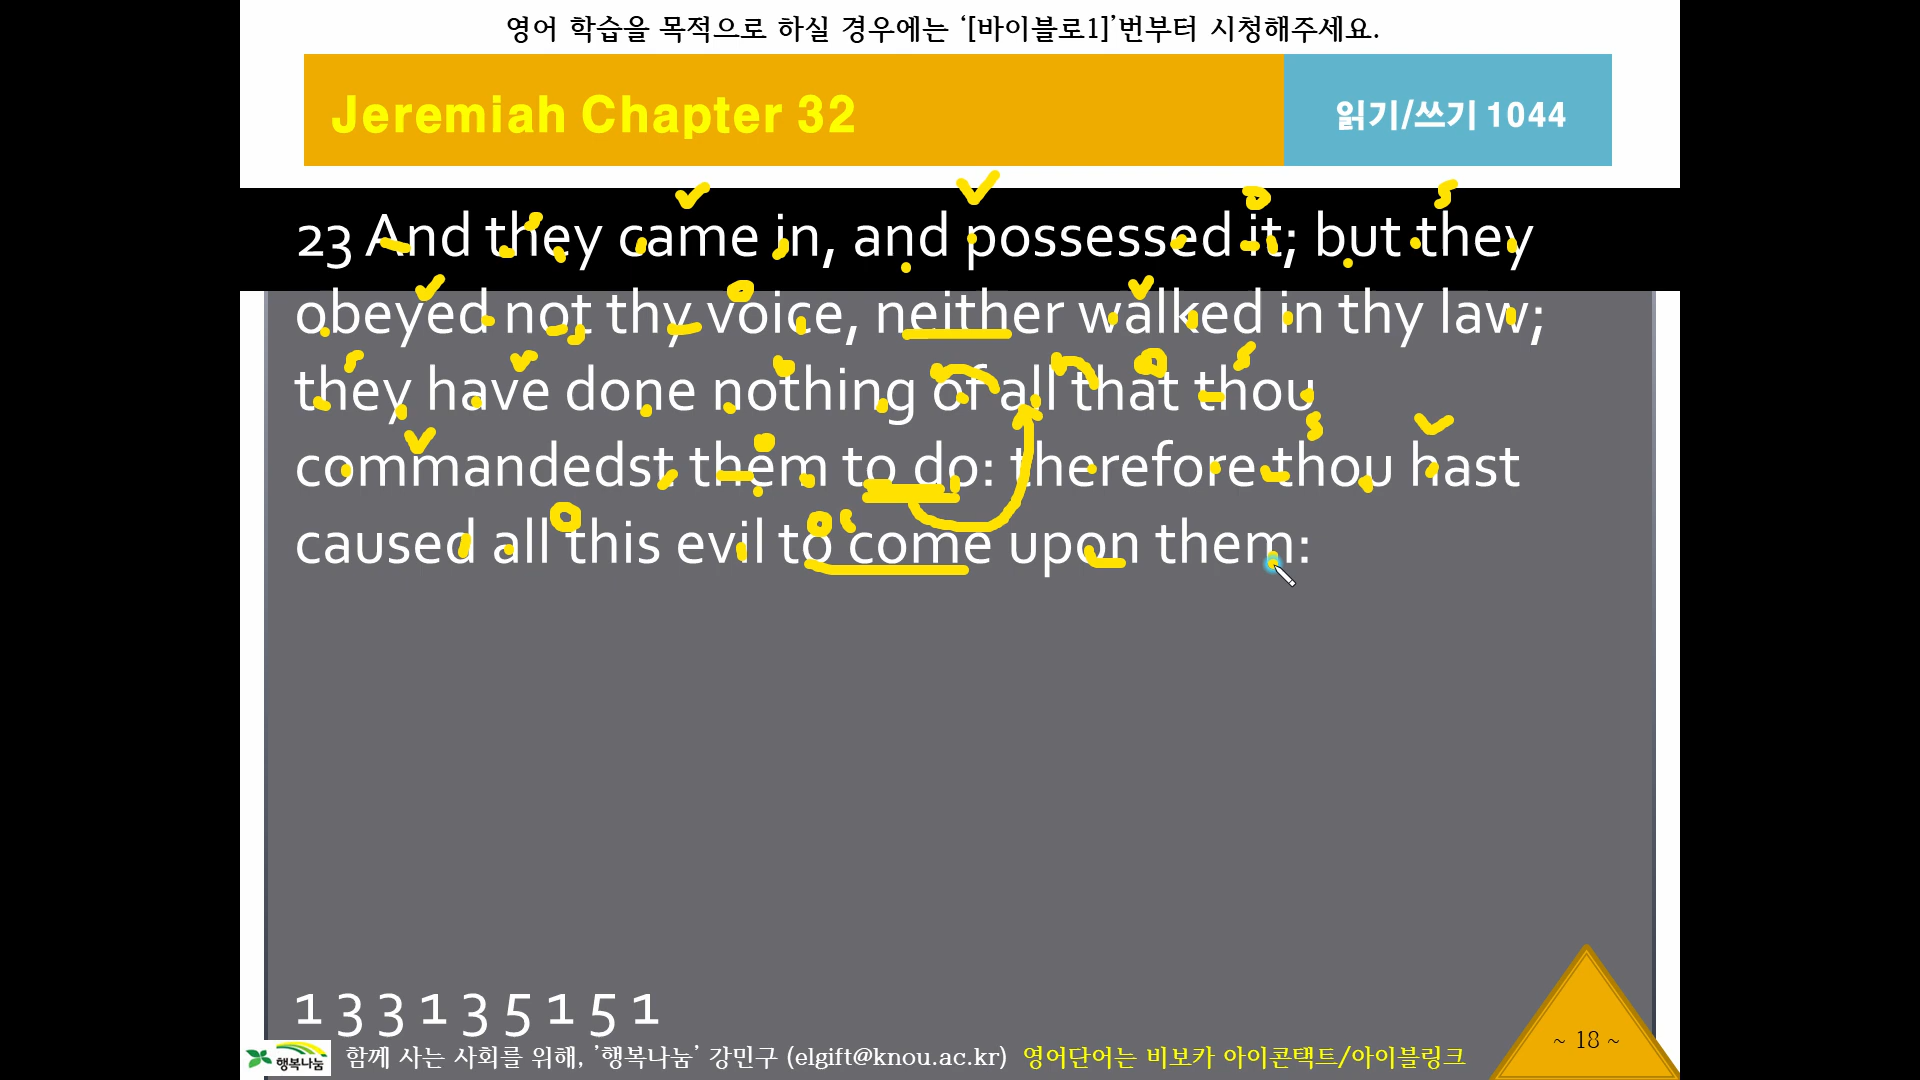 영어 학습을 목적으로 하실 경우에는 ‘[바이블로1]’번부터 시청해주세요.
Jeremiah Chapter 32
읽기/쓰기 1044
23 And they came in, and possessed it; but they
obeyed not thy voice, neither walked in thy law;
they have done nothing of all that thou
commandedst them to do: therefore thou hast
caused all this evil to come upon them:
1 3 3 1 3 5 1 5 1
~ 18 ~
행복나눔
함께 사는 사회를 위해, ’행복나눔’ 강민구 (elgift@knou.ac.kr) 영어단어는 비보카 아이콘택트/아이블링크